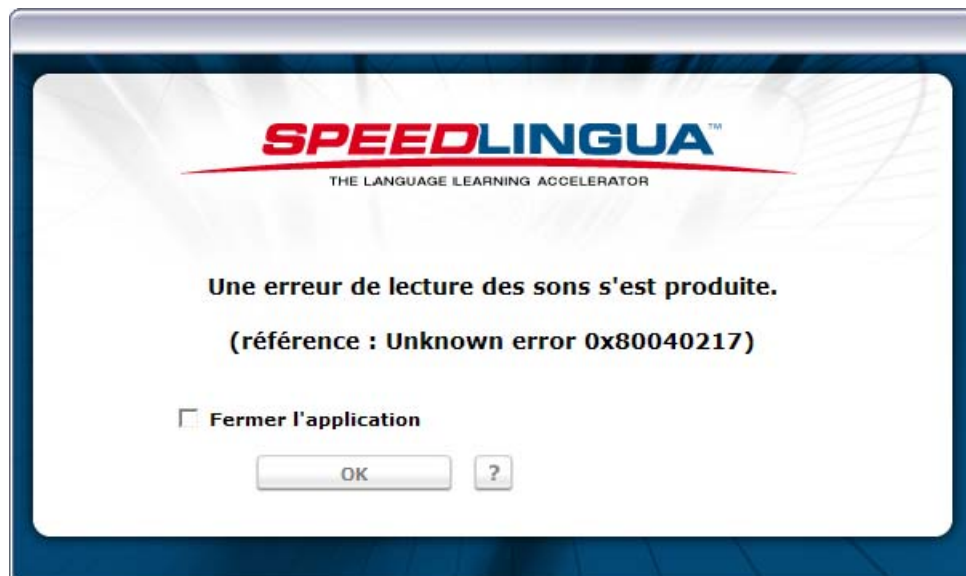 SPEEDLINGUA™
THE LANGUAGE LEARNING ACCELERATOR
Une erreur de lecture des sons s'est produite.
(référence : Unknown error 0x80040217)
Fermer l'application
OK ?